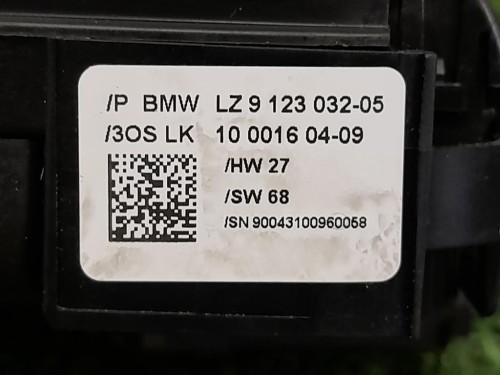 /P BMW LZ 9 123 032-05
/3OS LK 10 0016 04-09
/HW 27
/SW 68
/SN 90043100960058